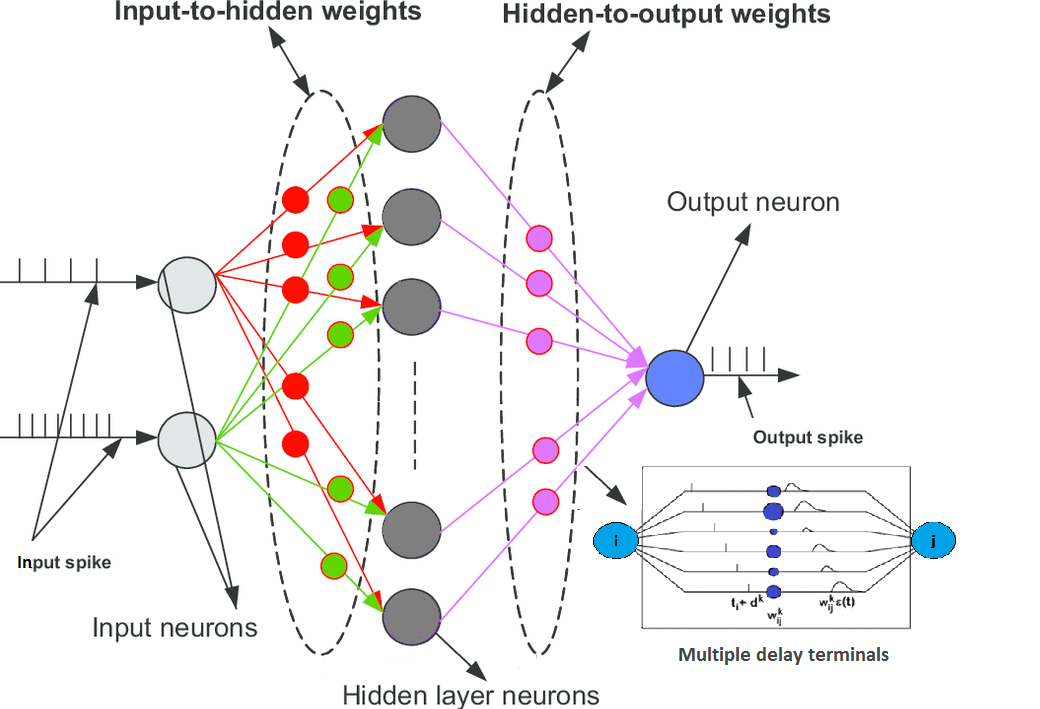 Input-to-hidden weights
Hidden-to-output weights
Output neuron
Output spike
Input spike
i
j
tᵢ+ dᵏ
wᵢⱼᵏ
wᵢⱼᵏε(t)
Input neurons
Multiple delay terminals
Hidden layer neurons